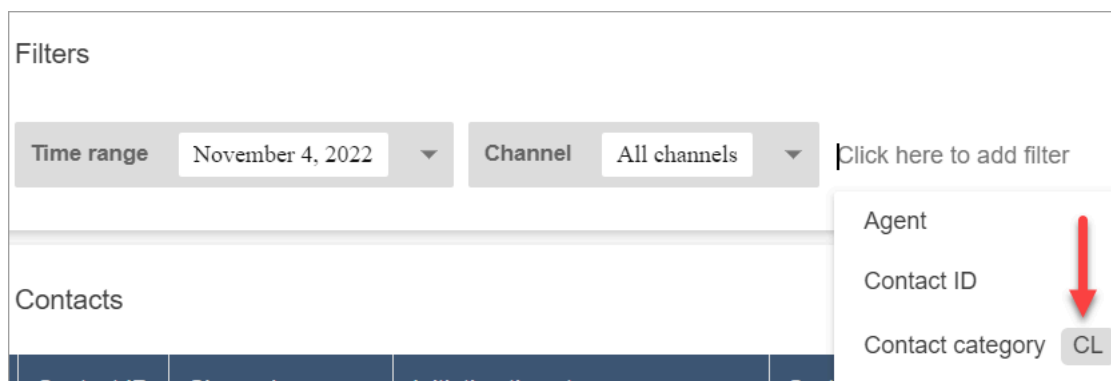 Filters
Time range November 4, 2022 Channel All channels Click here to add filter
Agent
Contact ID
Contacts
Contact category CL